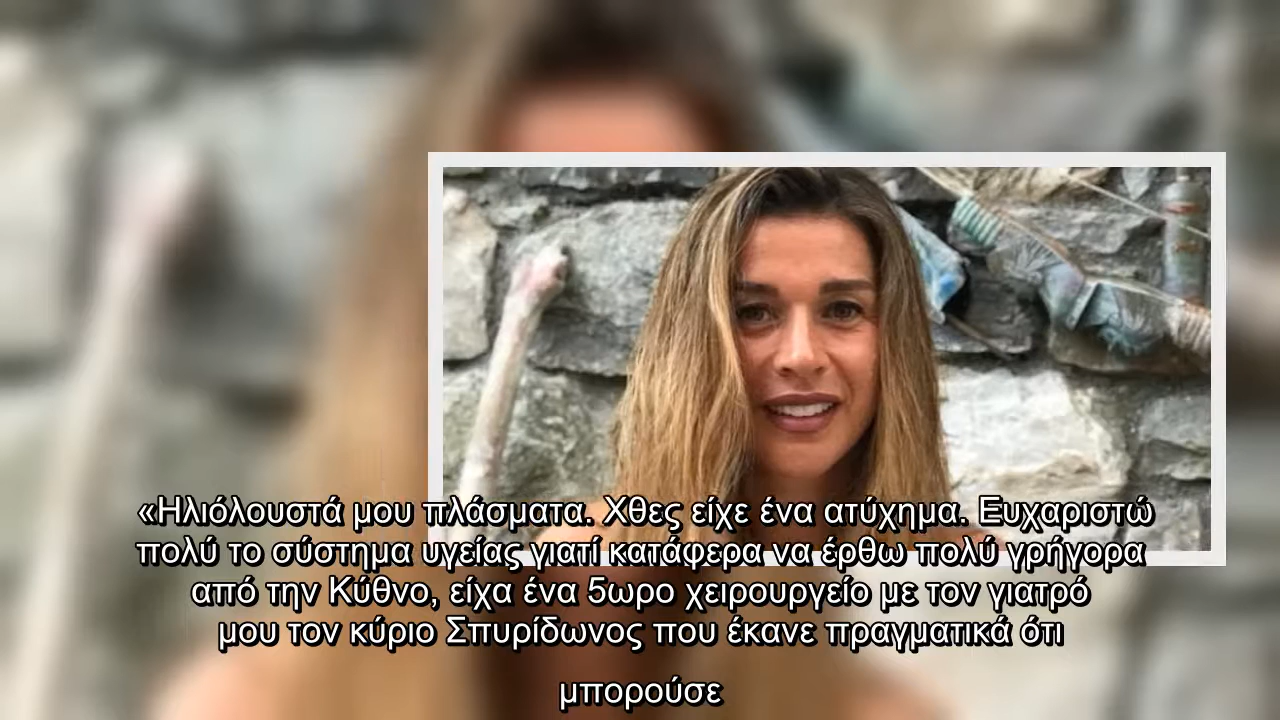 «Ηλιόλουστά μου πλάσματα. Χθες είχε ένα ατύχημα. Ευχαριστώ
πολύ το σύστημα υγείας γιατί κατάφερα να έρθω πολύ γρήγορα
από την Κύθνο, είχα ένα 5ωρο χειρουργείο με τον γιατρό
μου τον κύριο Σπυρίδωνος που έκανε πραγματικά ότι
μπορούσε